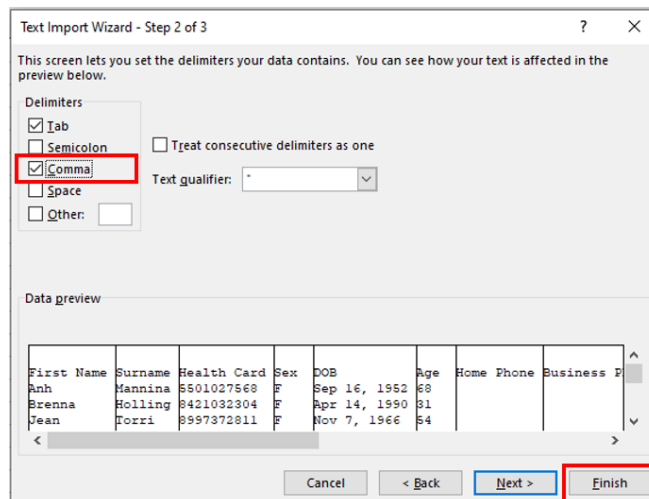 Text Import Wizard - Step 2 of 3 ? ×
This screen lets you set the delimiters your data contains. You can see how your text is affected in the
preview below.
Delimiters
Tab
Semicolon
Comma
Space
Other:
Treat consecutive delimiters as one
Text qualifier: "
Data preview
First Name Surname Health Card Sex DOB Age Home Phone Business P
Anh Mannina 5501027568 F Sep 16, 1952 68
Brenna Holling 8421032304 F Apr 14, 1990 31
Jean Torri 8997372811 F Nov 7, 1966 54
Cancel < Back Next > Finish